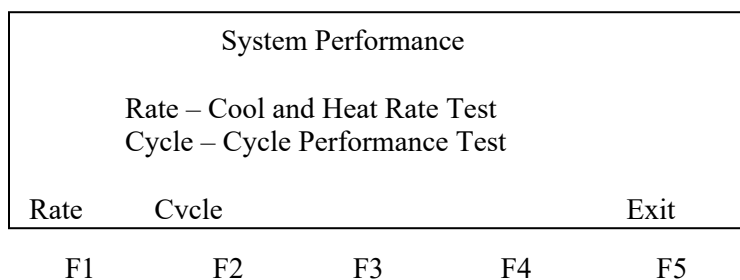 System Performance
Rate – Cool and Heat Rate Test
Cycle – Cycle Performance Test
Rate Cycle Exit
F1 F2 F3 F4 F5